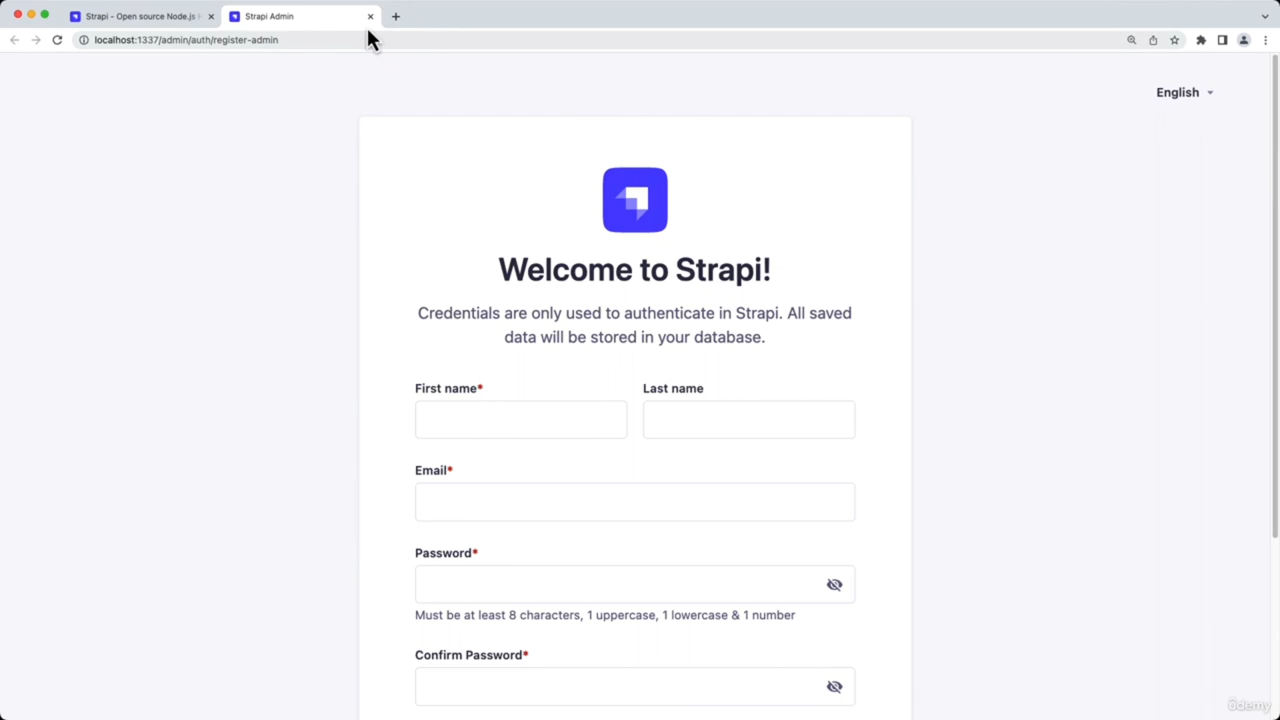 Strapi - Open source Node.js
Strapi Admin
localhost:1337/admin/auth/register-admin
English
Welcome to Strapi!
Credentials are only used to authenticate in Strapi. All saved
data will be stored in your database.
First name*
Last name
Email*
Password*
Must be at least 8 characters, 1 uppercase, 1 lowercase & 1 number
Confirm Password*
ûdemy